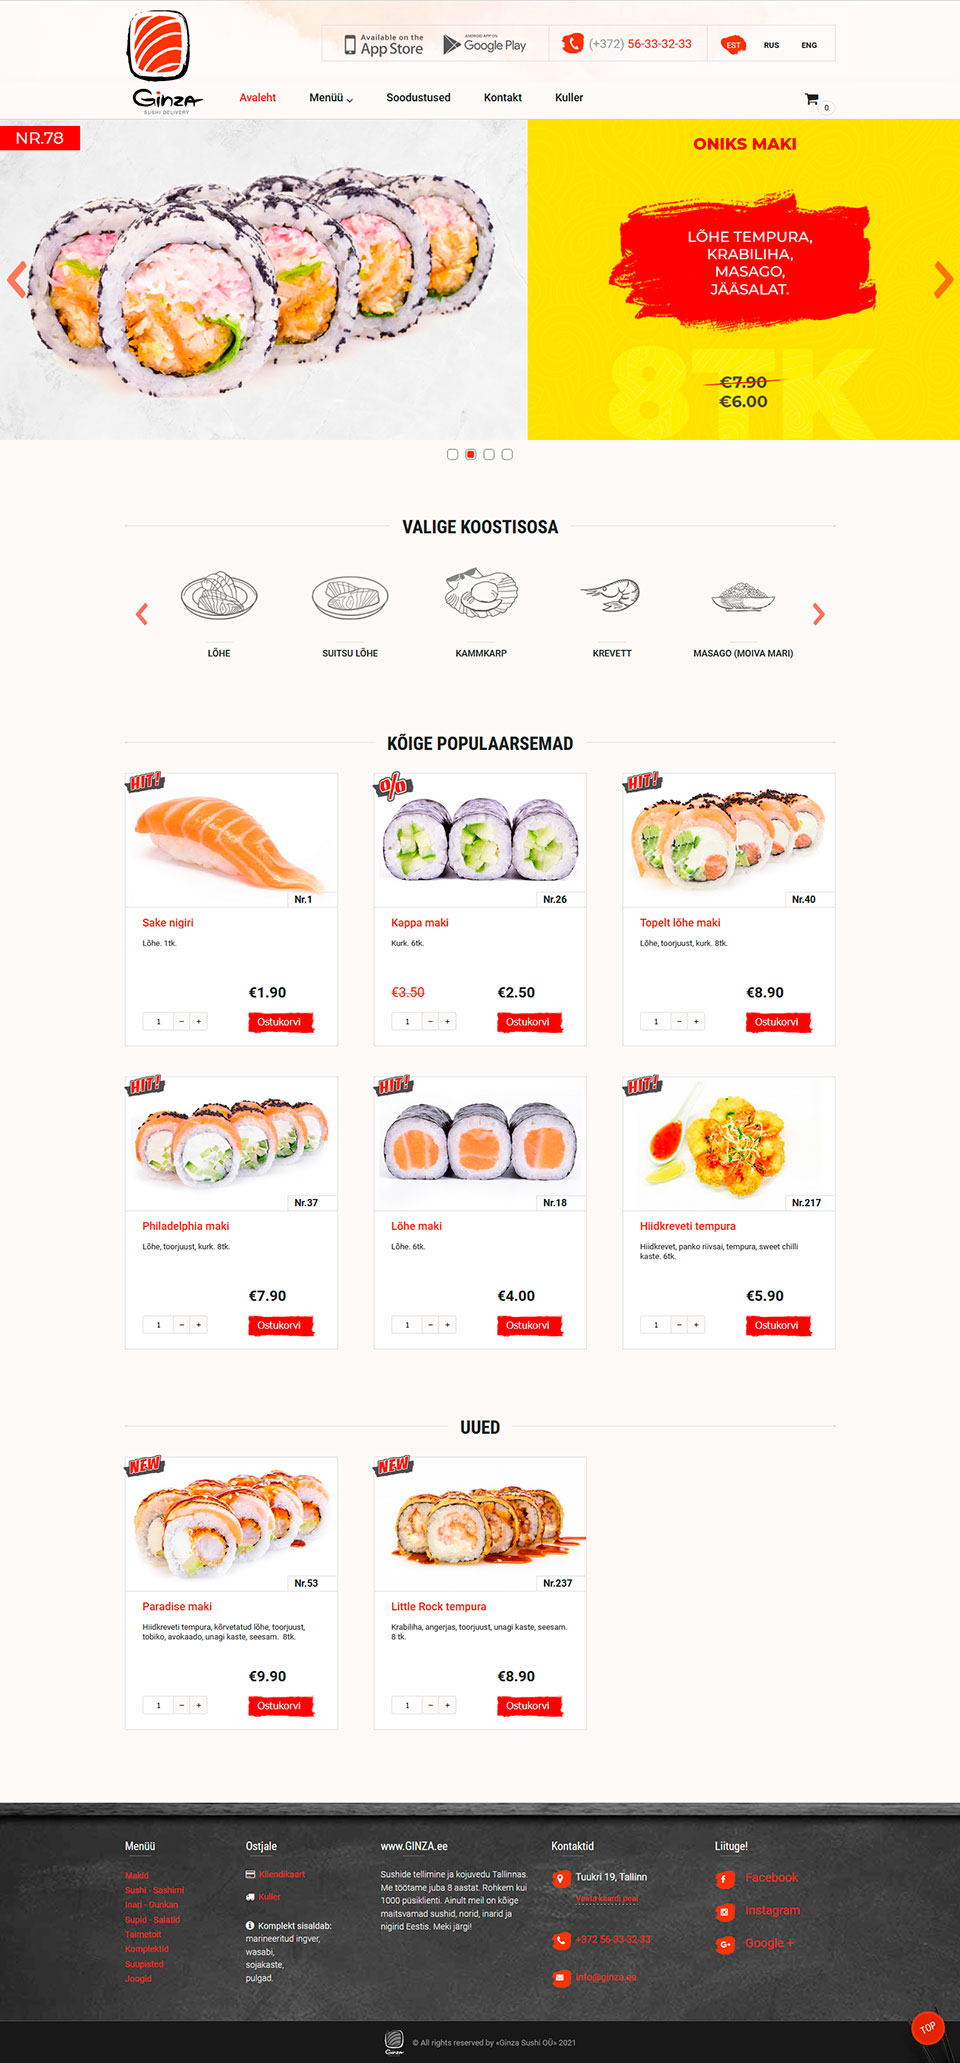 Available on the
App Store
ANDROID APP ON
Google Play
(+372) 56-33-32-33
EST
RUS
ENG
GinzA
SUSHI DELIVERY
Avaleht
Menüü
Soodustused
Kontakt
Kuller
0
NR.78
ONIKS MAKI
LÕHE TEMPURA,
KRABILIHA,
MASAGO,
JÄÄSALAT.
8TK
€7.90
€6.00
VALIGE KOOSTISOSA
LÕHE
SUITSU LÕHE
KAMMKARP
KREVETT
MASAGO (MOIVA MARI)
KÕIGE POPULAARSEMAD
HIT!
Nr.1
Sake nigiri
Lõhe. 1tk.
€1.90
1 − +
Ostukorvi
%
Nr.26
Kappa maki
Kurk. 6tk.
€3.50
€2.50
1 − +
Ostukorvi
HIT!
Nr.40
Topelt lõhe maki
Lõhe, toorjuust, kurk. 8tk.
€8.90
1 − +
Ostukorvi
HIT!
Nr.37
Philadelphia maki
Lõhe, toorjuust, kurk. 8tk.
€7.90
1 − +
Ostukorvi
HIT!
Nr.18
Lõhe maki
Lõhe. 6tk.
€4.00
1 − +
Ostukorvi
HIT!
Nr.217
Hiidkreveti tempura
Hiidkrevet, panko riivsai, tempura, sweet chilli
kaste. 6tk.
€5.90
1 − +
Ostukorvi
UUED
NEW
Nr.53
Paradise maki
Hiidkreveti tempura, kõrvetatud lõhe, toorjuust,
tobiko, avokaado, unagi kaste, seesam. 8tk.
€9.90
1 − +
Ostukorvi
NEW
Nr.237
Little Rock tempura
Krabiliha, angerjas, toorjuust, unagi kaste, seesam.
8 tk.
€8.90
1 − +
Ostukorvi
Menüü
Makid
Sushi - Sashimi
Inari - Gunkan
Supid - Salatid
Taimetoit
Komplektid
Suupisted
Joogid
Ostjale
Kliendikaart
Kuller
Komplekt sisaldab:
marineeritud ingver,
wasabi,
sojakaste,
pulgad.
www.GINZA.ee
Sushide tellimine ja kojuvedu Tallinnas.
Me töötame juba 8 aastat. Rohkem kui
1000 püsiklienti. Ainult meil on kõige
maitsvamad sushid, norid, inarid ja
nigirid Eestis. Meki järgi!
Kontaktid
Tuukri 19, Tallinn
Vaata kaardi peal
+372 56-33-32-33
info@ginza.ee
Liituge!
Facebook
Instagram
Google +
TOP
GinzA
© All rights reserved by «Ginza Sushi OÜ» 2021